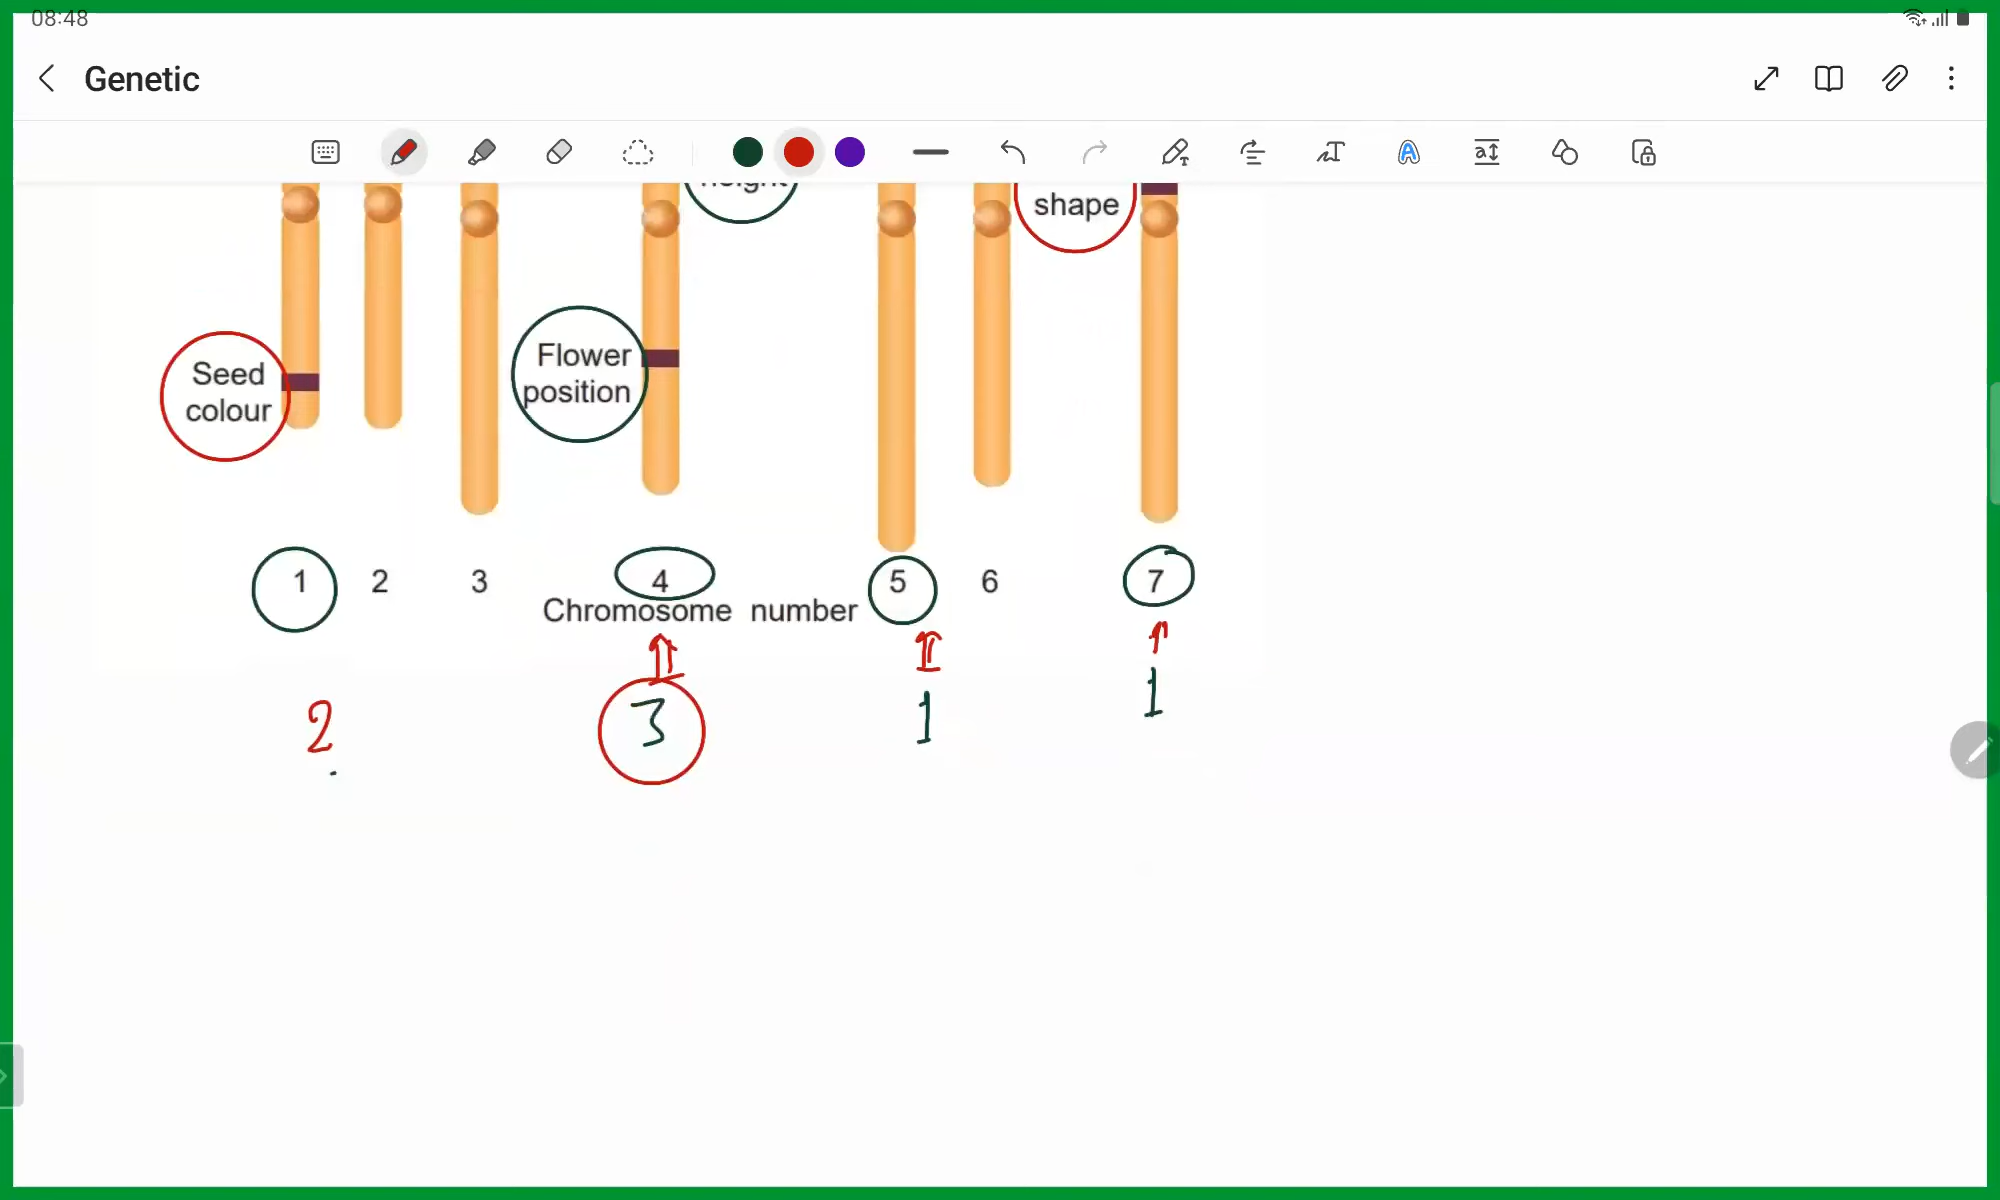 08:48
Genetic
height
shape
Seed
colour
Flower
position
1 2 3 4 5 6 7
Chromosome number
2 3 1 1